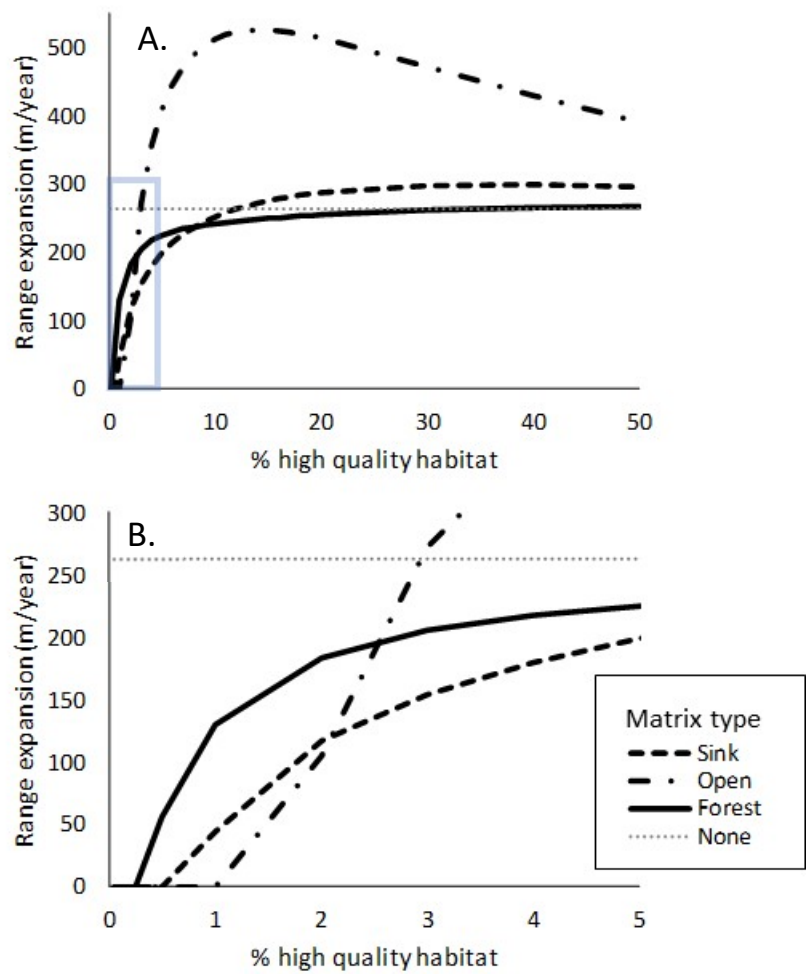 A.
Range expansion (m/year)
500
400
300
200
100
0
0 10 20 30 40 50
% high quality habitat
B.
Range expansion (m/year)
300
250
200
150
100
50
0
0 1 2 3 4 5
% high quality habitat
Matrix type
Sink
Open
Forest
None